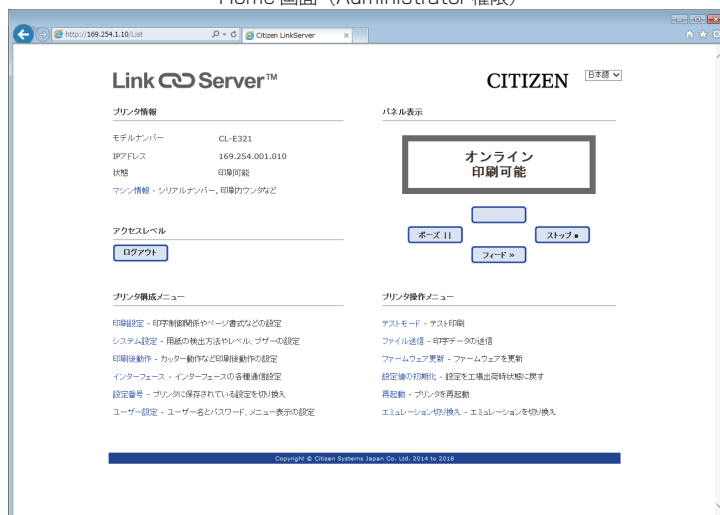 Home 画面（Administrator 権限）
http://169.254.1.10/List
Citizen LinkServer
Link Server™
CITIZEN
日本語
プリンタ情報
モデルナンバー CL-E321
IPアドレス 169.254.001.010
状態 印刷可能
マシン情報 - シリアルナンバー, 印刷カウンタなど
アクセスレベル
ログアウト
パネル表示
オンライン
印刷可能
ポーズ ||
ストップ ■
フィード »
プリンタ構成メニュー
印刷設定 - 印字制御関係やページ書式などの設定
システム設定 - 用紙の検出方法やレベル、ブザーの設定
印刷後動作 - カッター動作など印刷後動作の設定
インターフェース - インターフェースの各種通信設定
設定番号 - プリンタに保存されている設定を切り換え
ユーザー設定 - ユーザー名とパスワード、メニュー表示の設定
プリンタ操作メニュー
テストモード - テスト印刷
ファイル送信 - 印字データの送信
ファームウェア更新 - ファームウェアを更新
設定値の初期化 - 設定を工場出荷時状態に戻す
再起動 - プリンタを再起動
エミュレーション切り換え - エミュレーションを切り換え
Copyright © Citizen Systems Japan Co. Ltd. 2014 to 2018